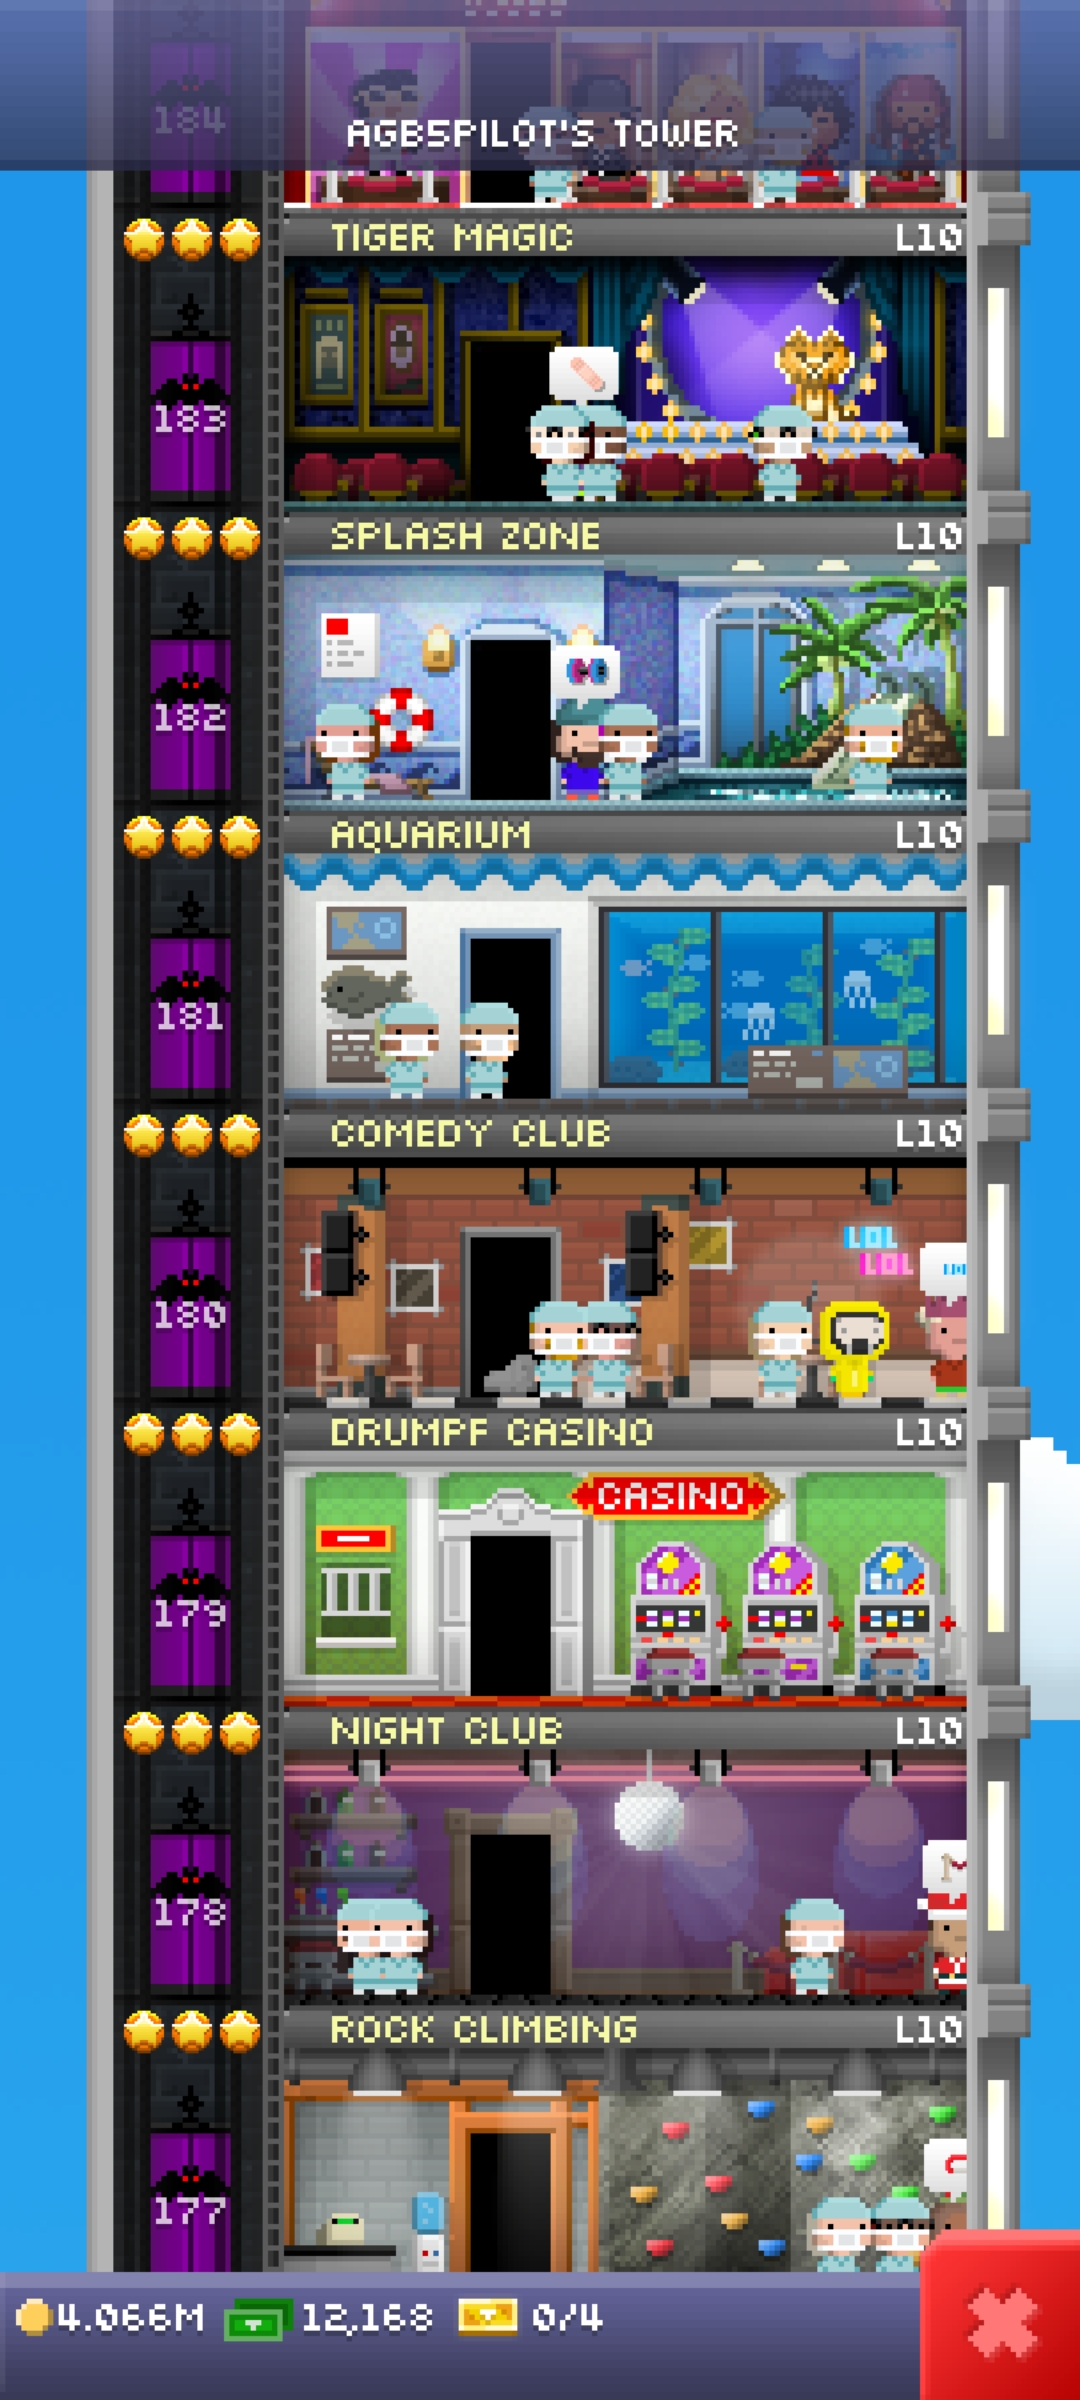 184
AGB5PILOT'S TOWER
TIGER MAGIC L10
183
SPLASH ZONE L10
182
AQUARIUM L10
181
COMEDY CLUB L10
LOL
LOL
180
DRUMPF CASINO L10
CASINO
179
NIGHT CLUB L10
178
ROCK CLIMBING L10
177
4.066M 12,168 0/4